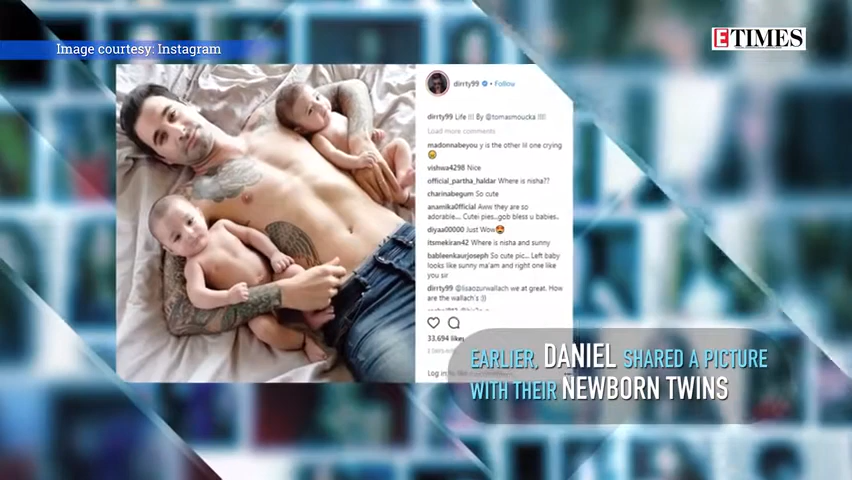 Image courtesy: Instagram
ETIMES
dirrty99 • Follow
dirrty99 Life !!! By @tomasmoucka !!!!
Load more comments
madonnabeyou y is the other lil one crying
😢
vishwa4298 Nice
official_partha_haldar Where is nisha??
charinabegum So cute
anamika0fficial Aww they are so
adorable.... Cutei pies...gob bless u babies..
diyaa00000 Just Wow😍
itsmekiran42 Where is nisha and sunny
bableenkaurjoseph So cute pic... Left baby
looks like sunny ma'am and right one like
you sir
dirrty99 @lisaozurwallach we at great. How
are the wallach's :))
33,694 likes
Log in
EARLIER, DANIEL SHARED A PICTURE
WITH THEIR NEWBORN TWINS